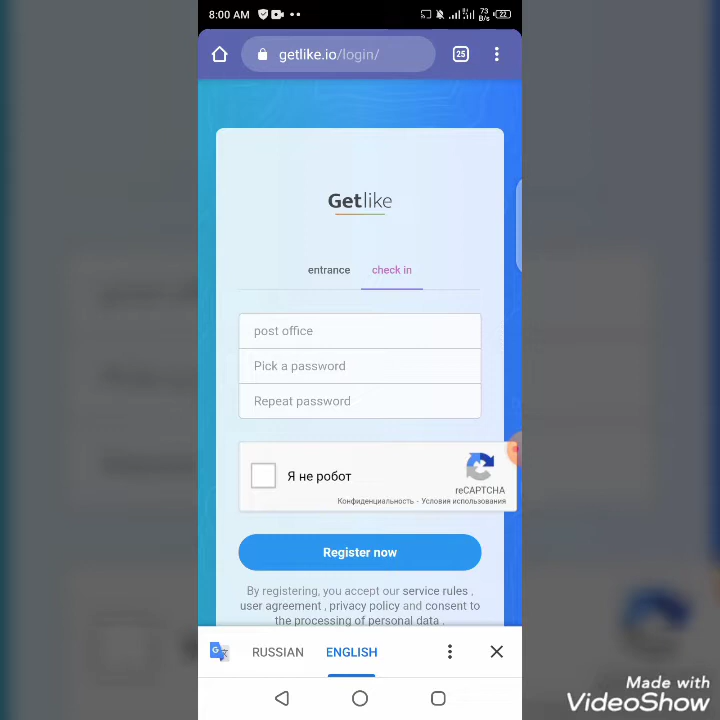 8:00 AM
73
B/s
22
getlike.io/login/
25
Getlike
entrance
check in
post office
Pick a password
Repeat password
Я не робот
reCAPTCHA
Конфиденциальность - Условия использования
Register now
By registering, you accept our service rules ,
user agreement , privacy policy and consent to
the processing of personal data .
RUSSIAN
ENGLISH
Made with
VideoShow